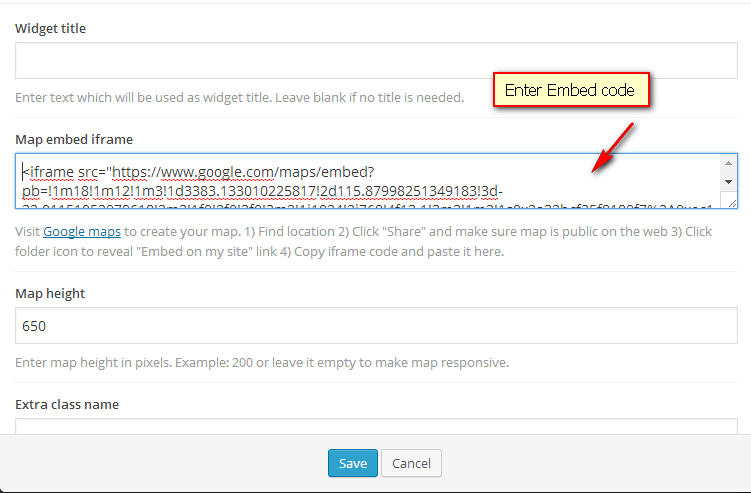 Widget title
Enter Embed code
Enter text which will be used as widget title. Leave blank if no title is needed.
Map embed iframe
<iframe src="https://www.google.com/maps/embed?
pb=!1m18!1m12!1m3!1d3383.133010225817!2d115.87998251349183!3d-
Visit Google maps to create your map. 1) Find location 2) Click "Share" and make sure map is public on the web 3) Click
folder icon to reveal "Embed on my site" link 4) Copy iframe code and paste it here.
Map height
650
Enter map height in pixels. Example: 200 or leave it empty to make map responsive.
Extra class name
Save
Cancel